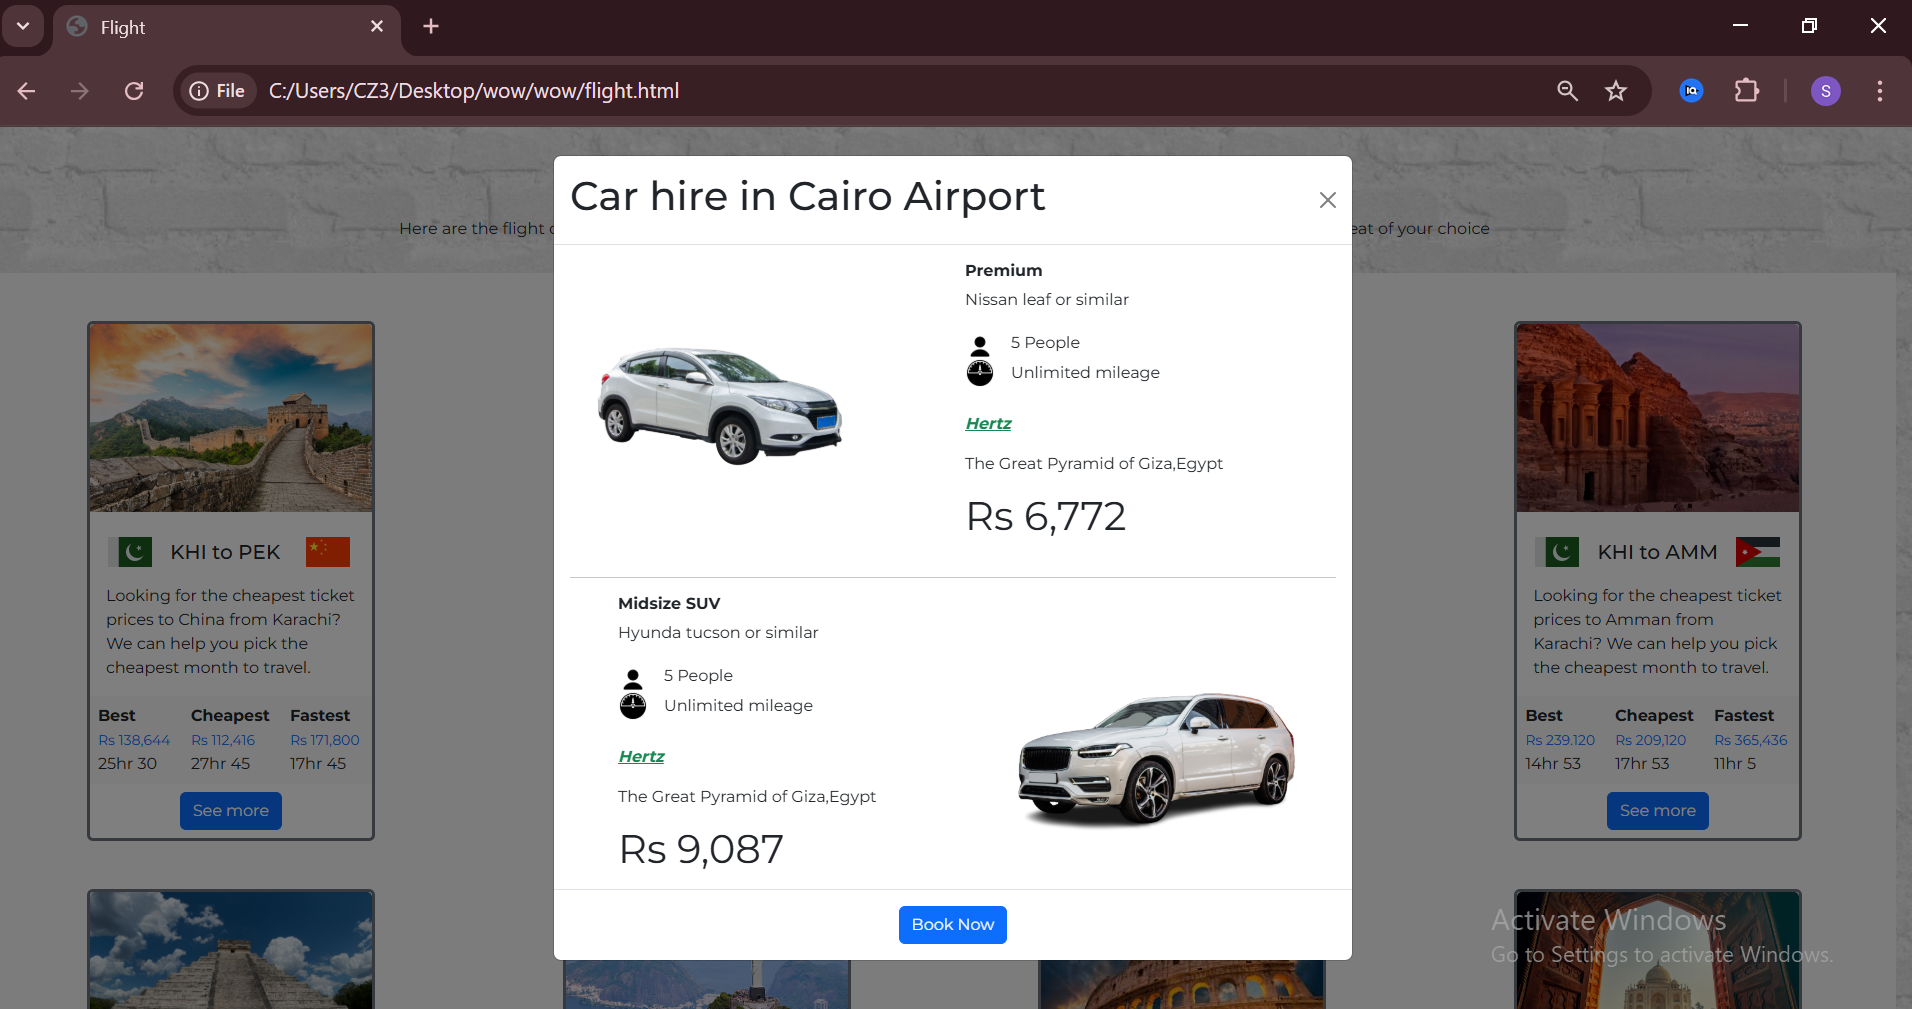 Flight
File C:/Users/CZ3/Desktop/wow/wow/flight.html
S
Car hire in Cairo Airport
Here are the flight
eat of your choice
Premium
Nissan leaf or similar
5 People
Unlimited mileage
Hertz
The Great Pyramid of Giza,Egypt
Rs 6,772
Midsize SUV
Hyunda tucson or similar
5 People
Unlimited mileage
Hertz
The Great Pyramid of Giza,Egypt
Rs 9,087
Book Now
KHI to PEK
Looking for the cheapest ticket
prices to China from Karachi?
We can help you pick the
cheapest month to travel.
Best Cheapest Fastest
Rs 138,644 Rs 112,416 Rs 171,800
25hr 30 27hr 45 17hr 45
See more
KHI to AMM
Looking for the cheapest ticket
prices to Amman from
Karachi? We can help you pick
the cheapest month to travel.
Best Cheapest Fastest
Rs 239.120 Rs 209,120 Rs 365,436
14hr 53 17hr 53 11hr 5
See more
Activate Windows
Go to Settings to activate Windows.